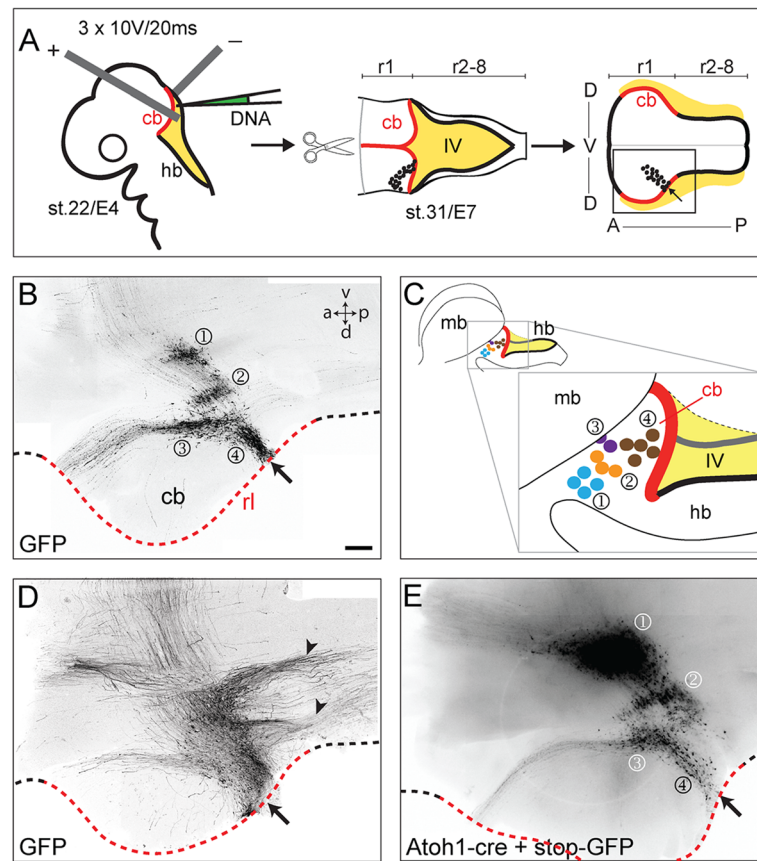 A
3 x 10V/20ms
+
−
cb
DNA
hb
st.22/E4
r1 r2-8
cb
IV
st.31/E7
r1 r2-8
D
V
D
cb
A P
B
v
a p
d
①
②
③
④
cb
rl
GFP
C
mb
hb
mb
cb
③
④
IV
②
①
hb
D
GFP
E
①
②
③
④
Atoh1-cre + stop-GFP